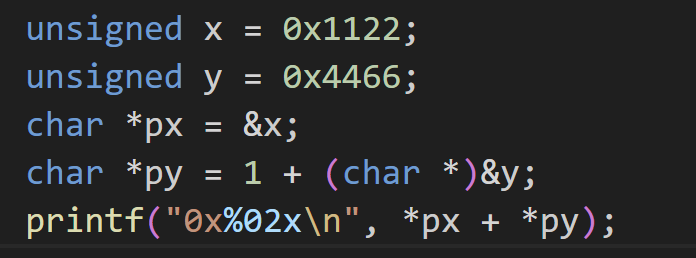 unsigned x = 0x1122;
unsigned y = 0x4466;
char *px = &x;
char *py = 1 + (char *)&y;
printf("0x%02x\n", *px + *py);